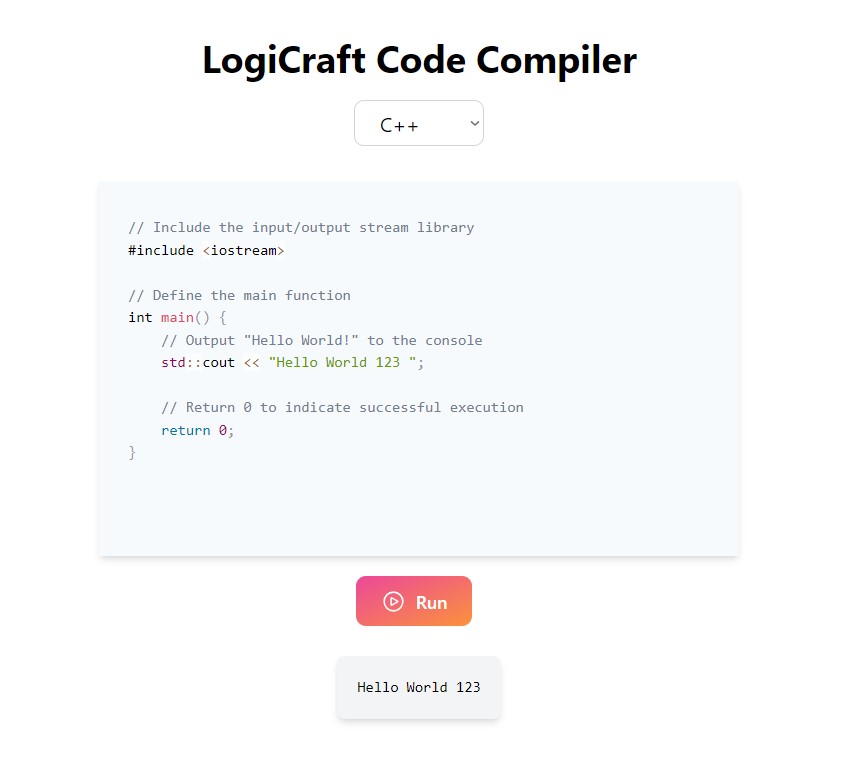 LogiCraft Code Compiler
C++
// Include the input/output stream library
#include <iostream>
// Define the main function
int main() {
    // Output "Hello World!" to the console
    std::cout << "Hello World 123 ";
    // Return 0 to indicate successful execution
    return 0;
}
Run
Hello World 123